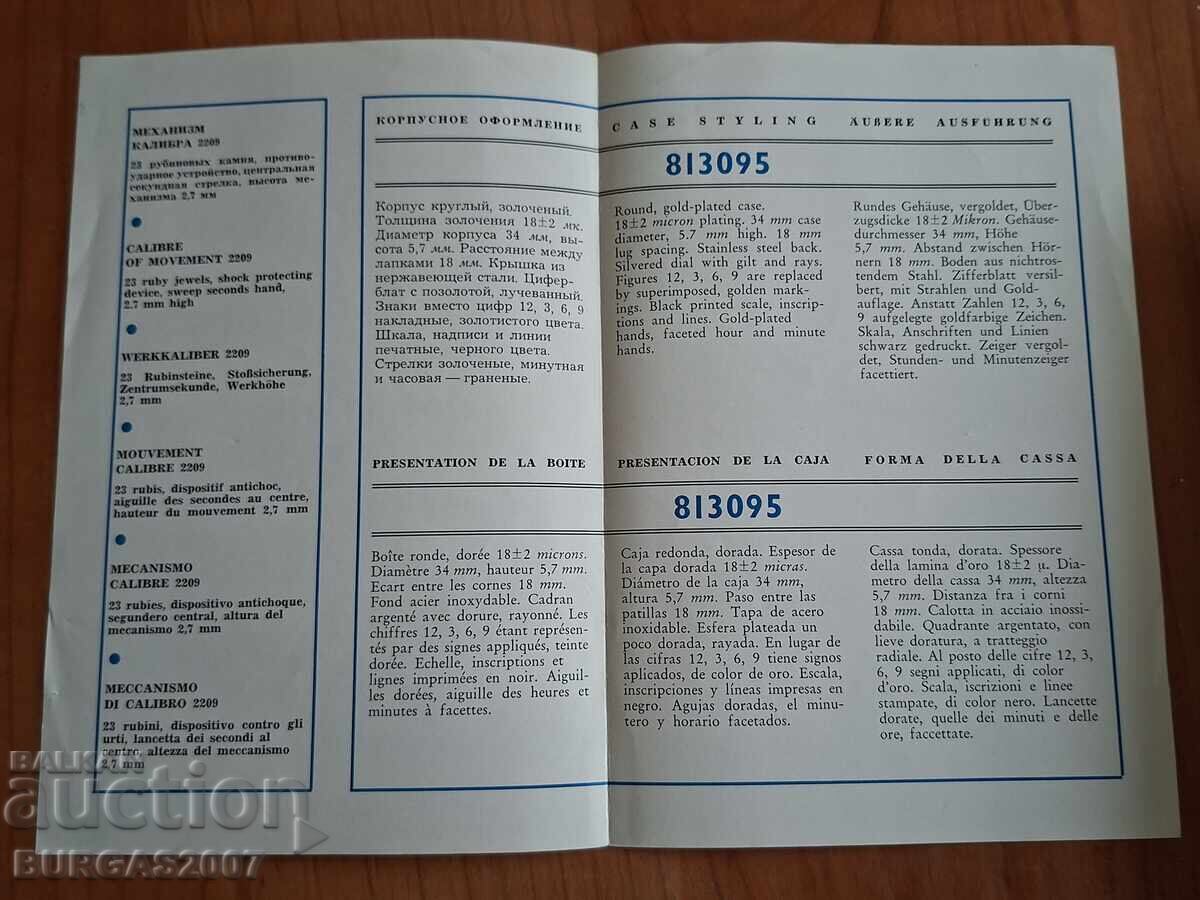 МЕХАНИЗМ
КАЛИБРА 2209
23 рубиновых камня, противо-
ударное устройство, центральная
секундная стрелка, высота ме-
ханизма 2,7 мм
CALIBRE
OF MOVEMENT 2209
23 ruby jewels, shock protecting
device, sweep seconds hand,
2.7 mm high
WERKKALIBER 2209
23 Rubinsteine, Stoßsicherung,
Zentrumsekunde, Werkhöhe
2,7 mm
MOUVEMENT
CALIBRE 2209
23 rubis, dispositif antichoc,
aiguille des secondes au centre,
hauteur du mouvement 2,7 mm
MECANISMO
CALIBRE 2209
23 rubies, dispositivo antichoque,
segundero central, altura del
mecanismo 2,7 mm
MECCANISMO
DI CALIBRO 2209
23 rubini, dispositivo contro gli
urti, lancetta dei secondi al
centro, altezza del meccanismo
2,7 mm
КОРПУСНОЕ ОФОРМЛЕНИЕ
CASE STYLING
ÄUßERE AUSFÜHRUNG
813095
Корпус круглый, золоченый.
Толщина золочения 18±2 мк.
Диаметр корпуса 34 мм, вы-
сота 5,7 мм. Расстояние между
лапками 18 мм. Крышка из
нержавеющей стали. Цифер-
блат с позолотой, лучеванный.
Знаки вместо цифр 12, 3, 6, 9
накладные, золотистого цвета.
Шкала, надписи и линии
печатные, черного цвета.
Стрелки золоченые, минутная
и часовая — граненые.
Round, gold-plated case.
18±2 micron plating. 34 mm case
diameter, 5.7 mm high. 18 mm
lug spacing. Stainless steel back.
Silvered dial with gilt and rays.
Figures 12, 3, 6, 9 are replaced
by superimposed, golden mark-
ings. Black printed scale, inscrip-
tions and lines. Gold-plated
hands, faceted hour and minute
hands.
Rundes Gehäuse, vergoldet, Über-
zugsdicke 18±2 Mikron. Gehäuse-
durchmesser 34 mm, Höhe
5,7 mm. Abstand zwischen Hör-
nern 18 mm. Boden aus nichtros-
tendem Stahl. Zifferblatt versil-
bert, mit Strahlen und Gold-
auflage. Anstatt Zahlen 12, 3, 6,
9 aufgelegte goldfarbige Zeichen.
Skala, Anschriften und Linien
schwarz gedruckt. Zeiger vergol-
det, Stunden- und Minutenzeiger
facettiert.
PRESENTATION DE LA BOITE
PRESENTACION DE LA CAJA
FORMA DELLA CASSA
813095
Boîte ronde, dorée 18±2 microns.
Diamètre 34 mm, hauteur 5,7 mm.
Ecart entre les cornes 18 mm.
Fond acier inoxydable. Cadran
argenté avec dorure, rayonné. Les
chiffres 12, 3, 6, 9 étant représen-
tés par des signes appliqués, teinte
dorée. Echelle, inscriptions et
lignes imprimées en noir. Aiguil-
les dorées, aiguille des heures et
minutes à facettes.
Caja redonda, dorada. Espesor de
la capa dorada 18±2 micras.
Diámetro de la caja 34 mm,
altura 5,7 mm. Paso entre las
patillas 18 mm. Tapa de acero
inoxidable. Esfera plateada un
poco dorada, rayada. En lugar de
las cifras 12, 3, 6, 9 tiene signos
aplicados, de color de oro. Escala,
inscripciones y líneas impresas en
negro. Agujas doradas, el minu-
tero y horario facetados.
Cassa tonda, dorata. Spessore
della lamina d'oro 18±2 μ. Dia-
metro della cassa 34 mm, altezza
5,7 mm. Distanza fra i corni
18 mm. Calotta in acciaio inossi-
dabile. Quadrante argentato, con
lieve doratura, a tratteggio
radiale. Al posto delle cifre 12, 3,
6, 9 segni applicati, di color
d'oro. Scala, iscrizioni e linee
stampate, di color nero. Lancette
dorate, quelle dei minuti e delle
ore, faccettate.
BALKAN
auction
BURGAS2007